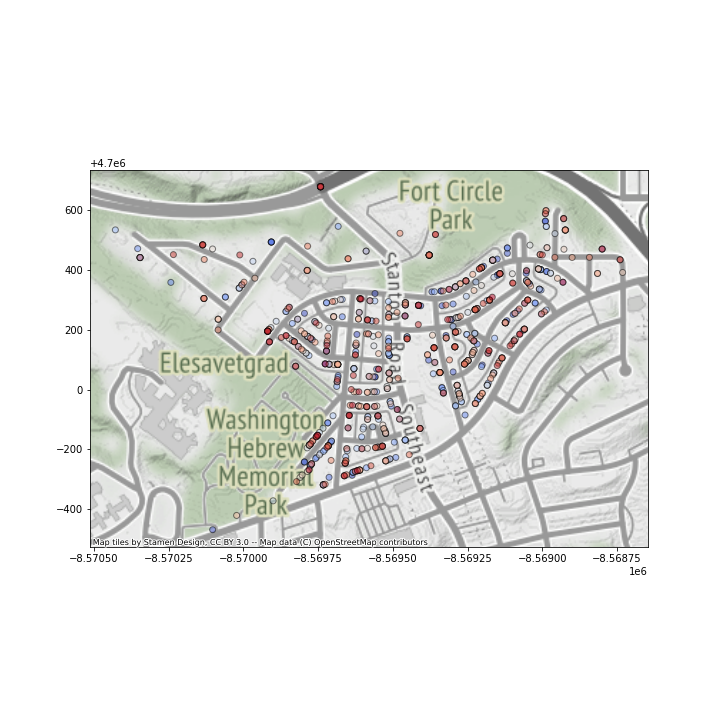 +4.7e6
600
400
200
0
−200
−400
Fort Circle
Park
Stanton Road
Southeast
Elesavetgrad
Washington
Hebrew
Memorial
Park
Map tiles by Stamen Design, CC BY 3.0 -- Map data (C) OpenStreetMap contributors
−8.57050 −8.57025 −8.57000 −8.56975 −8.56950 −8.56925 −8.56900 −8.56875
1e6